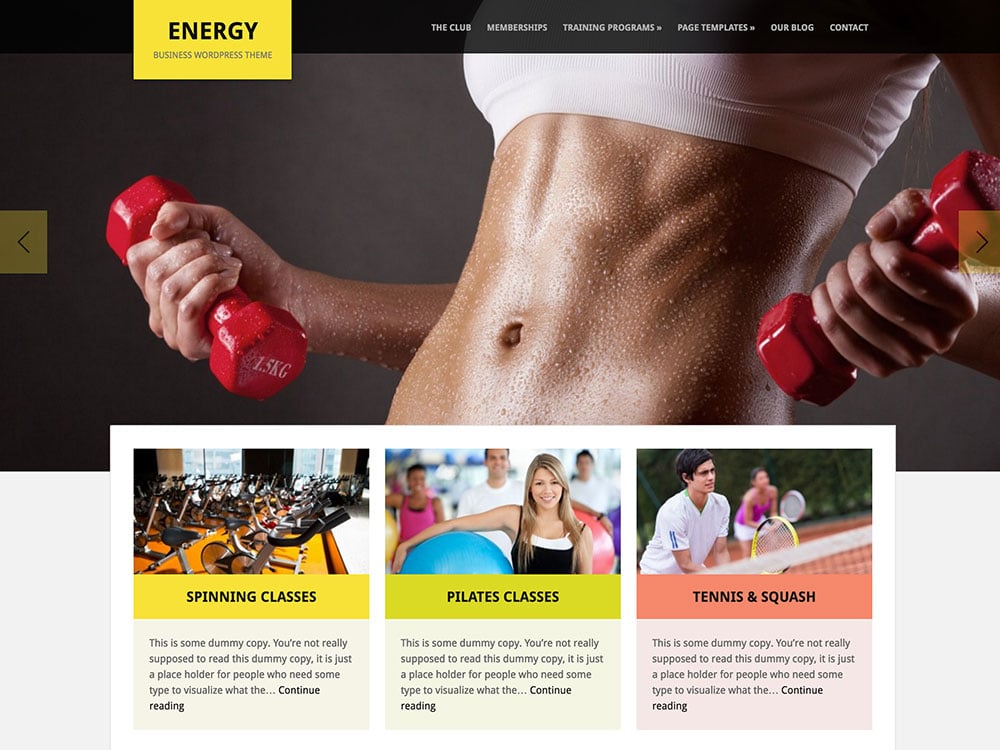 ENERGY
BUSINESS WORDPRESS THEME
THE CLUB MEMBERSHIPS TRAINING PROGRAMS » PAGE TEMPLATES » OUR BLOG CONTACT
1.5KG
SPINNING CLASSES
This is some dummy copy. You’re not really
supposed to read this dummy copy, it is just
a place holder for people who need some
type to visualize what the… Continue
reading
PILATES CLASSES
This is some dummy copy. You’re not really
supposed to read this dummy copy, it is just
a place holder for people who need some
type to visualize what the… Continue
reading
TENNIS & SQUASH
This is some dummy copy. You’re not really
supposed to read this dummy copy, it is just
a place holder for people who need some
type to visualize what the… Continue
reading